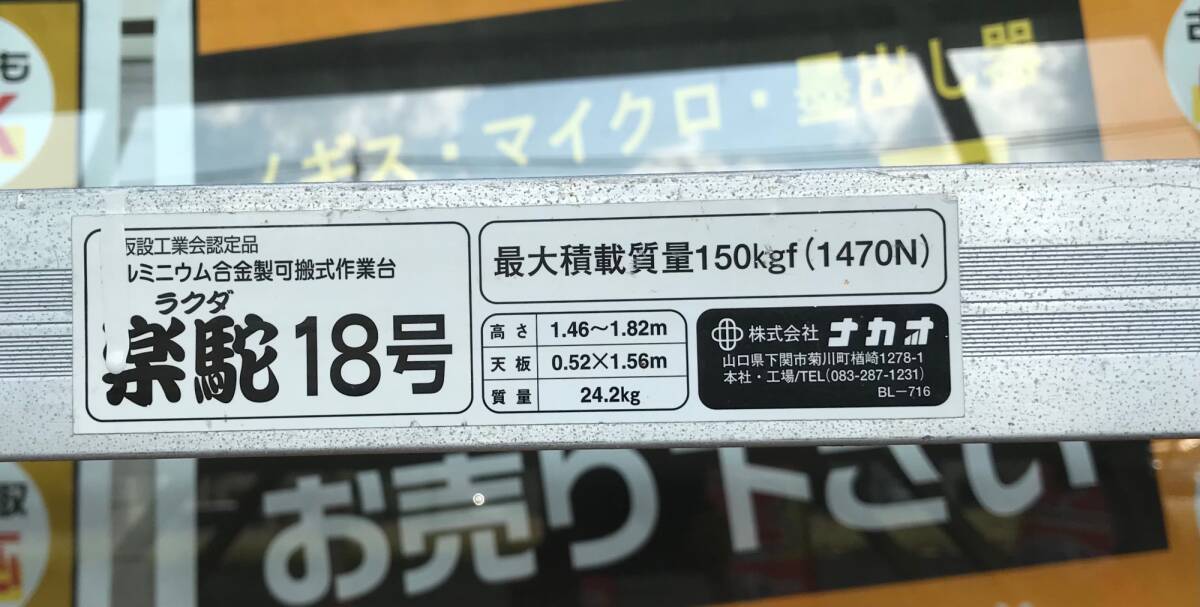 も
ノギス・マイクロ・墨出し器
仮設工業会認定品
ルミニウム合金製可搬式作業台
ラクダ
楽駝18号
最大積載質量150kgf(1470N)
高さ 1.46～1.82m
天板 0.52×1.56m
質量 24.2kg
株式会社ナカオ
山口県下関市菊川町楢崎1278-1
本社・工場/TEL(083-287-1231)
BL-716
お売り下さい